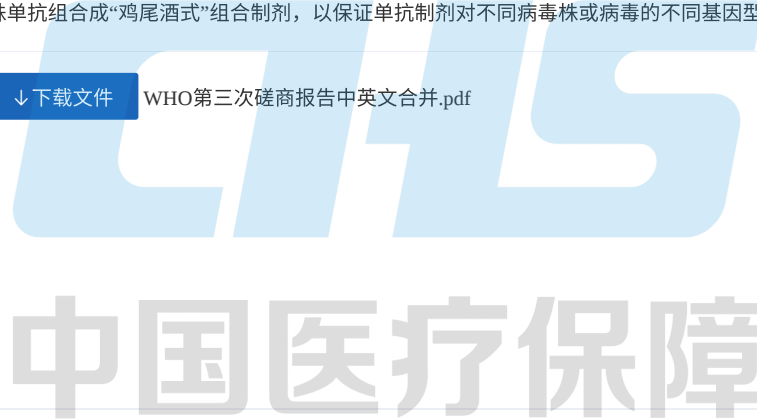 株单抗组合成“鸡尾酒式”组合制剂，以保证单抗制剂对不同病毒株或病毒的不同基因型
↓下载文件 WHO第三次磋商报告中英文合并.pdf
CHS
中国医疗保障